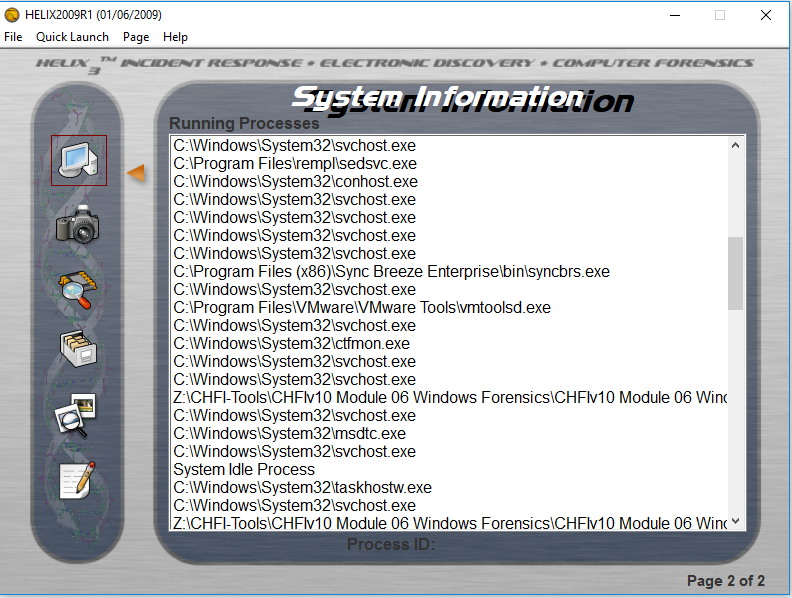 HELIX2009R1 (01/06/2009)
File Quick Launch Page Help
HELIX3™ INCIDENT RESPONSE • ELECTRONIC DISCOVERY • COMPUTER FORENSICS
System Information
Running Processes
C:\Windows\System32\svchost.exe
C:\Program Files\rempl\sedsvc.exe
C:\Windows\System32\conhost.exe
C:\Windows\System32\svchost.exe
C:\Windows\System32\svchost.exe
C:\Windows\System32\svchost.exe
C:\Windows\System32\svchost.exe
C:\Program Files (x86)\Sync Breeze Enterprise\bin\syncbrs.exe
C:\Windows\System32\svchost.exe
C:\Program Files\VMware\VMware Tools\vmtoolsd.exe
C:\Windows\System32\svchost.exe
C:\Windows\System32\ctfmon.exe
C:\Windows\System32\svchost.exe
C:\Windows\System32\svchost.exe
Z:\CHFI-Tools\CHFIv10 Module 06 Windows Forensics\CHFIv10 Module 06 Wind
C:\Windows\System32\svchost.exe
C:\Windows\System32\msdtc.exe
C:\Windows\System32\svchost.exe
System Idle Process
C:\Windows\System32\taskhostw.exe
C:\Windows\System32\svchost.exe
Z:\CHFI-Tools\CHFIv10 Module 06 Windows Forensics\CHFIv10 Module 06 Wind
Process ID:
Page 2 of 2